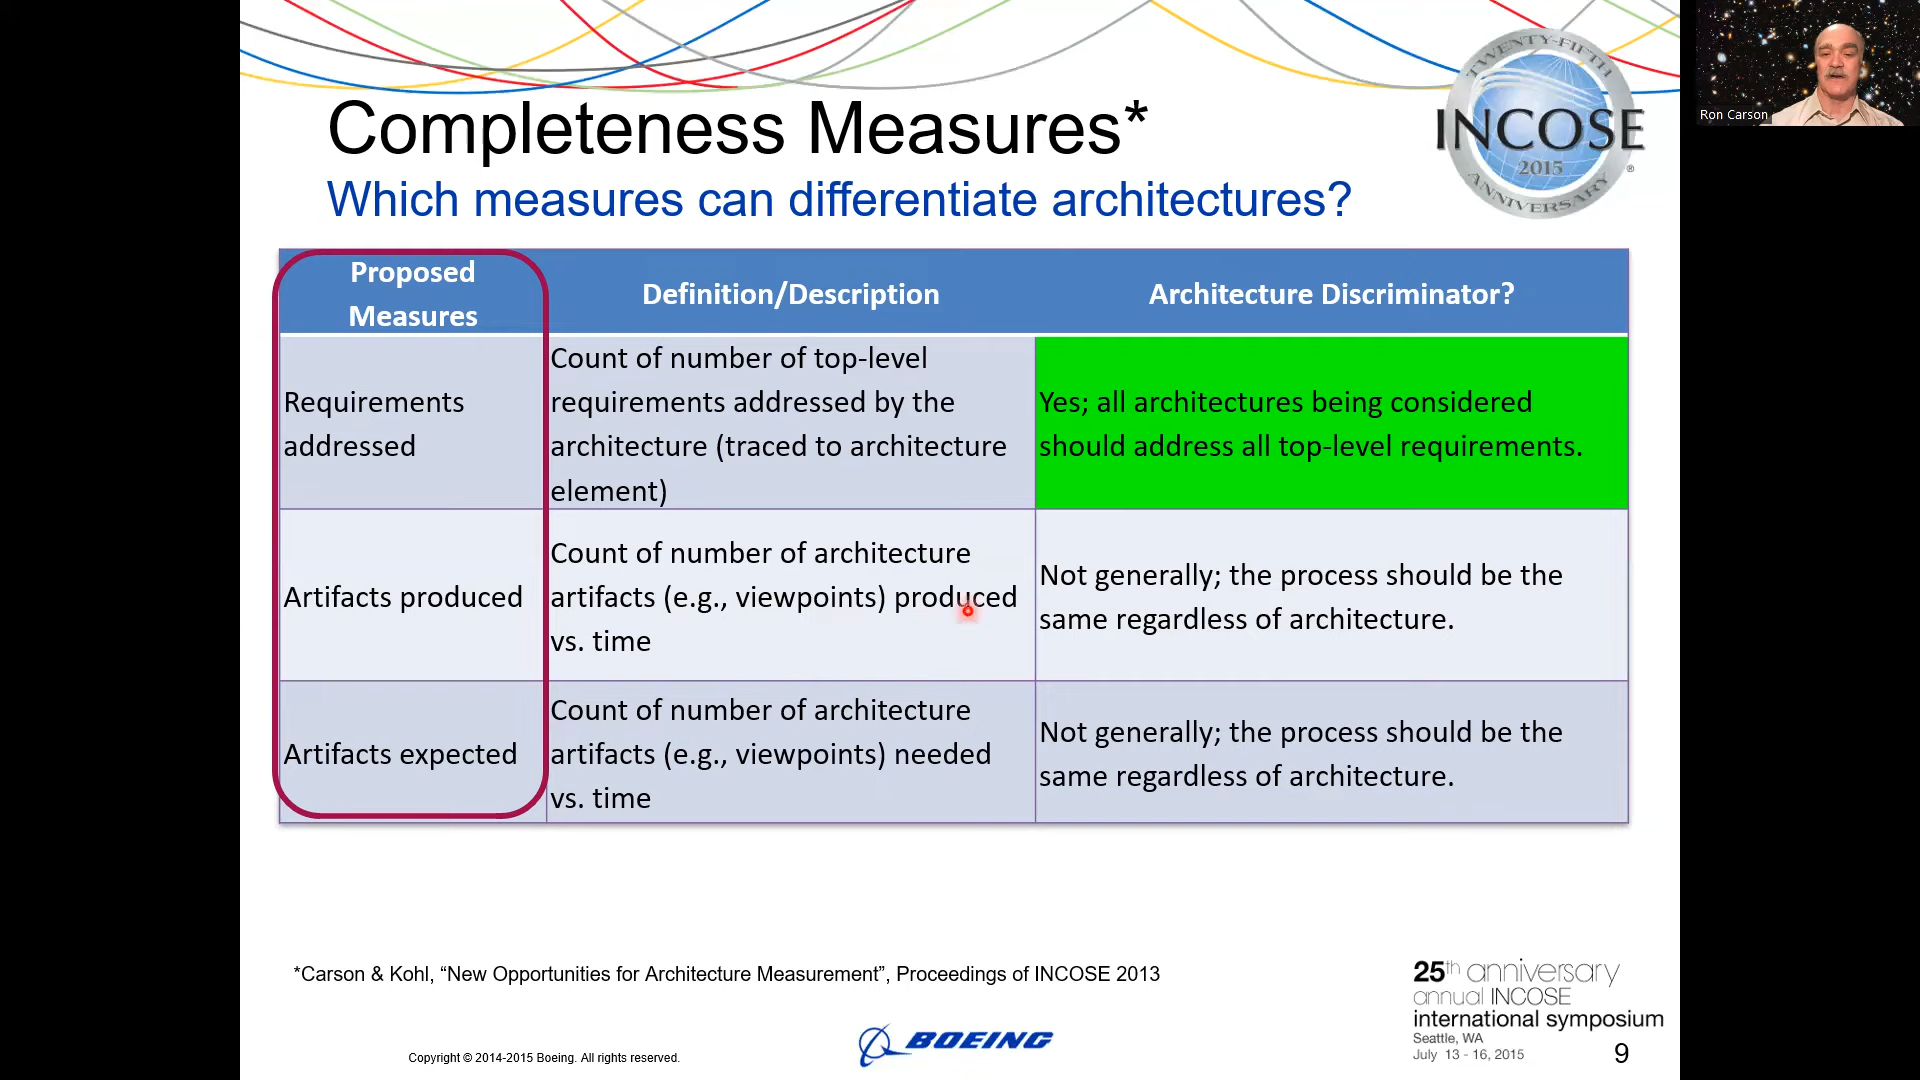 TWENTY-FIFTH
INCOSE
2015
®
ANNIVERSARY
Ron Carson
Completeness Measures*
Which measures can differentiate architectures?
Proposed
Measures
Definition/Description
Architecture Discriminator?
Requirements
addressed
Count of number of top-level
requirements addressed by the
architecture (traced to architecture
element)
Yes; all architectures being considered
should address all top-level requirements.
Artifacts produced
Count of number of architecture
artifacts (e.g., viewpoints) produced
vs. time
Not generally; the process should be the
same regardless of architecture.
Artifacts expected
Count of number of architecture
artifacts (e.g., viewpoints) needed
vs. time
Not generally; the process should be the
same regardless of architecture.
*Carson & Kohl, “New Opportunities for Architecture Measurement”, Proceedings of INCOSE 2013
25th anniversary
annual INCOSE
international symposium
Seattle, WA
July 13 - 16, 2015
Copyright © 2014-2015 Boeing. All rights reserved.
BOEING
9